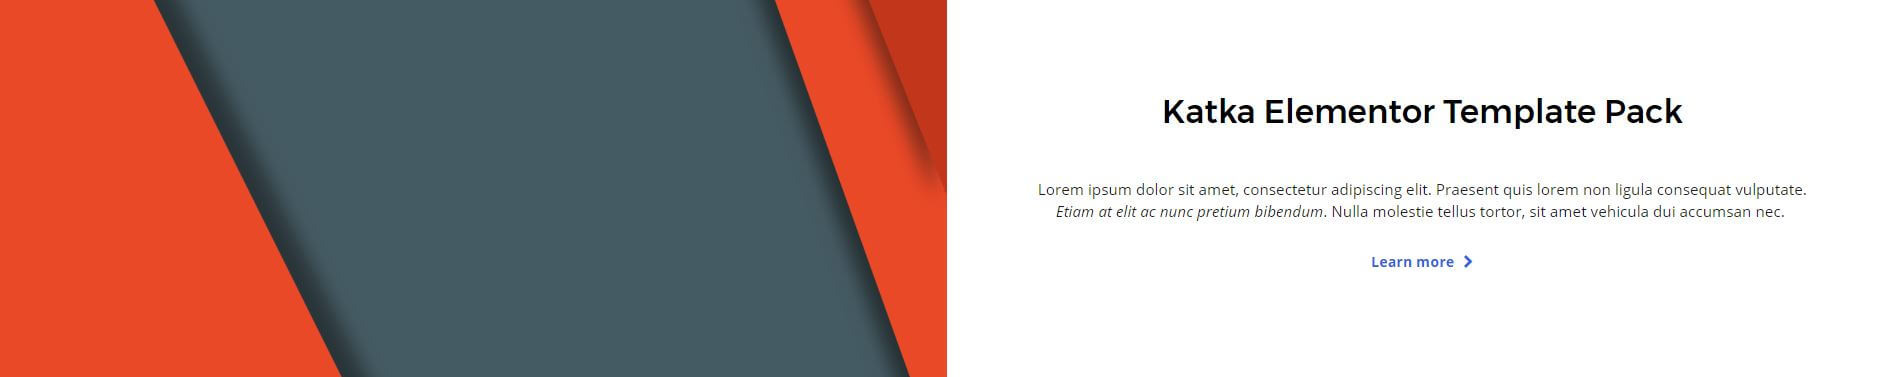 Katka Elementor Template Pack
Lorem ipsum dolor sit amet, consectetur adipiscing elit. Praesent quis lorem non ligula consequat vulputate.
Etiam at elit ac nunc pretium bibendum. Nulla molestie tellus tortor, sit amet vehicula dui accumsan nec.
Learn more